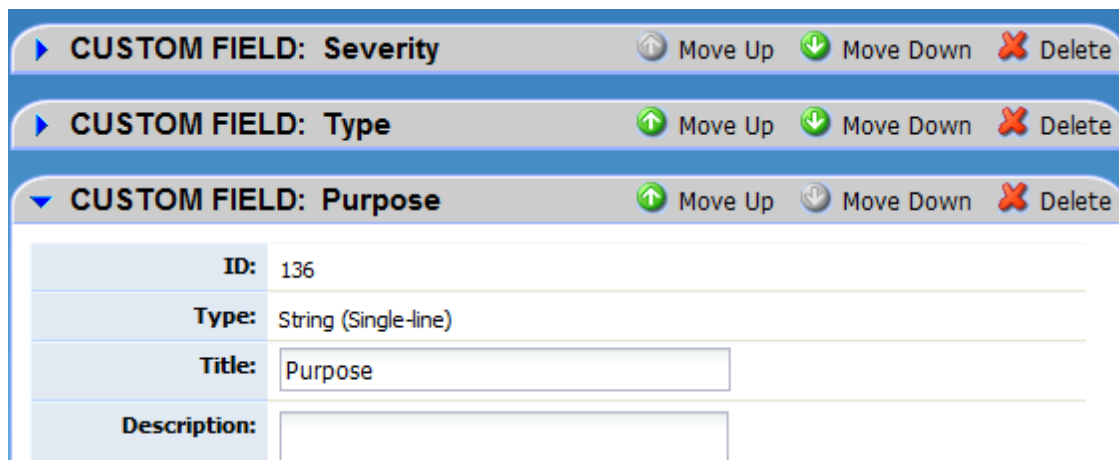 CUSTOM FIELD: Severity Move Up Move Down Delete
CUSTOM FIELD: Type Move Up Move Down Delete
CUSTOM FIELD: Purpose Move Up Move Down Delete
ID: 136
Type: String (Single-line)
Title: Purpose
Description: